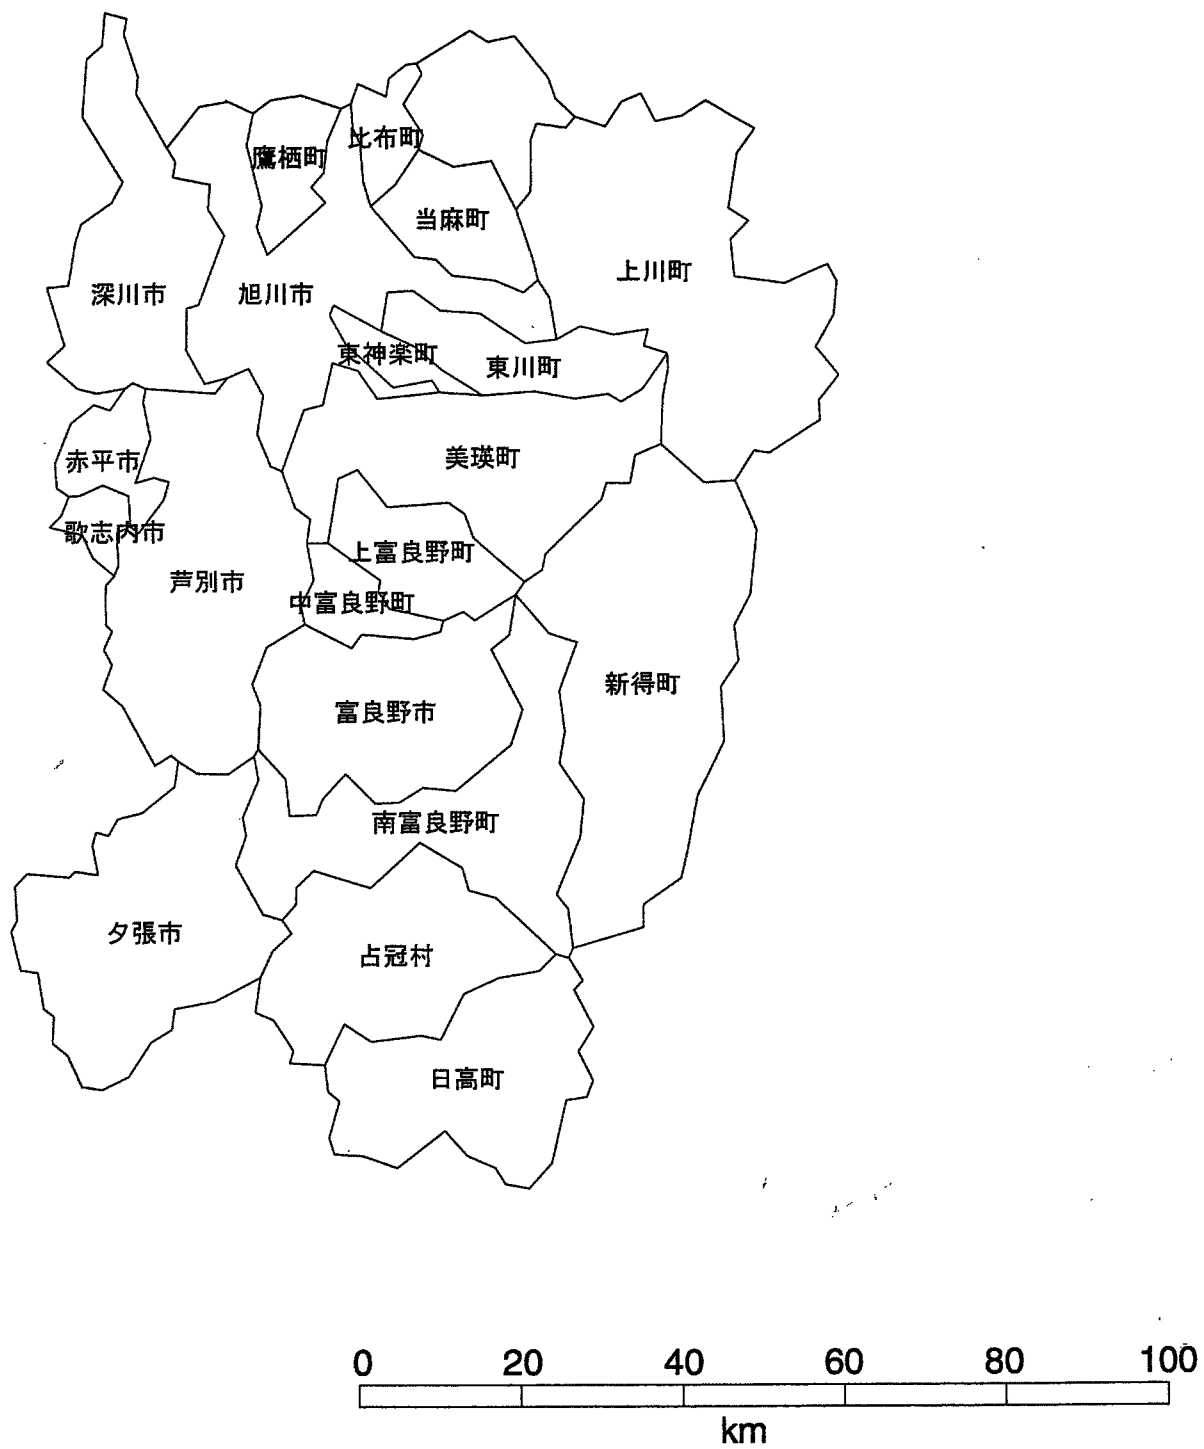 比布町
鷹栖町
当麻町
上川町
深川市
旭川市
東神楽町
東川町
赤平市
美瑛町
歌志内市
上富良野町
芦別市
中富良野町
新得町
富良野市
南富良野町
夕張市
占冠村
日高町
0 20 40 60 80 100
km